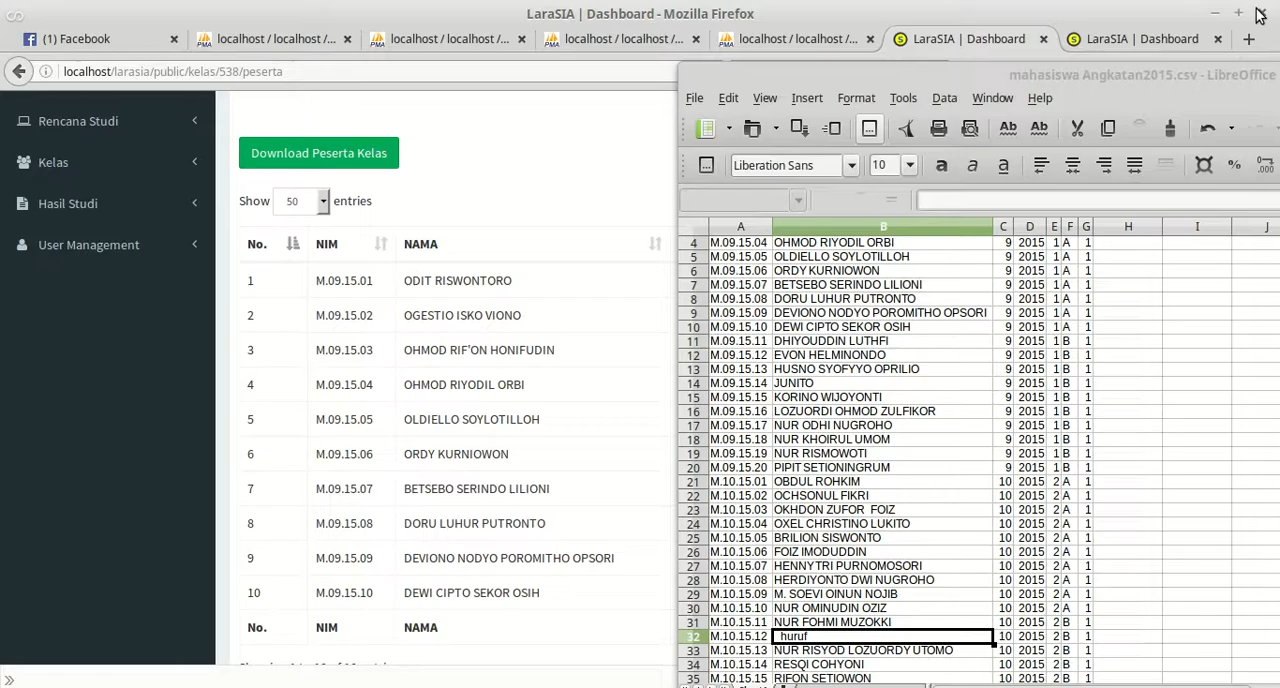 LaraSIA | Dashboard - Mozilla Firefox
(1) Facebook localhost / localhost /... localhost / localhost /... localhost / localhost /... localhost / localhost /... LaraSIA | Dashboard LaraSIA | Dashboard
localhost/larasia/public/kelas/538/peserta
Rencana Studi
Kelas
Hasil Studi
User Management
Download Peserta Kelas
Show 50 entries
No. NIM NAMA
1 M.09.15.01 ODIT RISWONTORO
2 M.09.15.02 OGESTIO ISKO VIONO
3 M.09.15.03 OHMOD RIF'ON HONIFUDIN
4 M.09.15.04 OHMOD RIYODIL ORBI
5 M.09.15.05 OLDIELLO SOYLOTILLOH
6 M.09.15.06 ORDY KURNIOWON
7 M.09.15.07 BETSEBO SERINDO LILIONI
8 M.09.15.08 DORU LUHUR PUTRONTO
9 M.09.15.09 DEVIONO NODYO POROMITHO OPSORI
10 M.09.15.10 DEWI CIPTO SEKOR OSIH
No. NIM NAMA
mahasiswa Angkatan2015.csv - LibreOffice
File Edit View Insert Format Tools Data Window Help
Liberation Sans 10
A B C D E F G H I J
4 M.09.15.04 OHMOD RIYODIL ORBI 9 2015 1 A 1
5 M.09.15.05 OLDIELLO SOYLOTILLOH 9 2015 1 A 1
6 M.09.15.06 ORDY KURNIOWON 9 2015 1 A 1
7 M.09.15.07 BETSEBO SERINDO LILIONI 9 2015 1 A 1
8 M.09.15.08 DORU LUHUR PUTRONTO 9 2015 1 A 1
9 M.09.15.09 DEVIONO NODYO POROMITHO OPSORI 9 2015 1 A 1
10 M.09.15.10 DEWI CIPTO SEKOR OSIH 9 2015 1 A 1
11 M.09.15.11 DHIYOUDDIN LUTHFI 9 2015 1 B 1
12 M.09.15.12 EVON HELMINONDO 9 2015 1 B 1
13 M.09.15.13 HUSNO SYOFYYO OPRILIO 9 2015 1 B 1
14 M.09.15.14 JUNITO 9 2015 1 B 1
15 M.09.15.15 KORINO WIJOYONTI 9 2015 1 B 1
16 M.09.15.16 LOZUORDI OHMOD ZULFIKOR 9 2015 1 B 1
17 M.09.15.17 NUR ODHI NUGROHO 9 2015 1 B 1
18 M.09.15.18 NUR KHOIRUL UMOM 9 2015 1 B 1
19 M.09.15.19 NUR RISMOWOTI 9 2015 1 B 1
20 M.09.15.20 PIPIT SETIONINGRUM 9 2015 1 B 1
21 M.10.15.01 OBDUL ROHKIM 10 2015 2 A 1
22 M.10.15.02 OCHSONUL FIKRI 10 2015 2 A 1
23 M.10.15.03 OKHDON ZUFOR FOIZ 10 2015 2 A 1
24 M.10.15.04 OXEL CHRISTINO LUKITO 10 2015 2 A 1
25 M.10.15.05 BRILION SISWONTO 10 2015 2 A 1
26 M.10.15.06 FOIZ IMODUDDIN 10 2015 2 A 1
27 M.10.15.07 HENNY TRI PURNOMOSORI 10 2015 2 A 1
28 M.10.15.08 HERDIYONTO DWI NUGROHO 10 2015 2 A 1
29 M.10.15.09 M. SOEVI OINUN NOJIB 10 2015 2 A 1
30 M.10.15.10 NUR OMINUDIN OZIZ 10 2015 2 A 1
31 M.10.15.11 NUR FOHMI MUZOKKI 10 2015 2 B 1
32 M.10.15.12 huruf 10 2015 2 B 1
33 M.10.15.13 NUR RISYOD LOZUORDY UTOMO 10 2015 2 B 1
34 M.10.15.14 RESQI COHYONI 10 2015 2 B 1
35 M.10.15.15 RIFON SETIOWON 10 2015 2 B 1